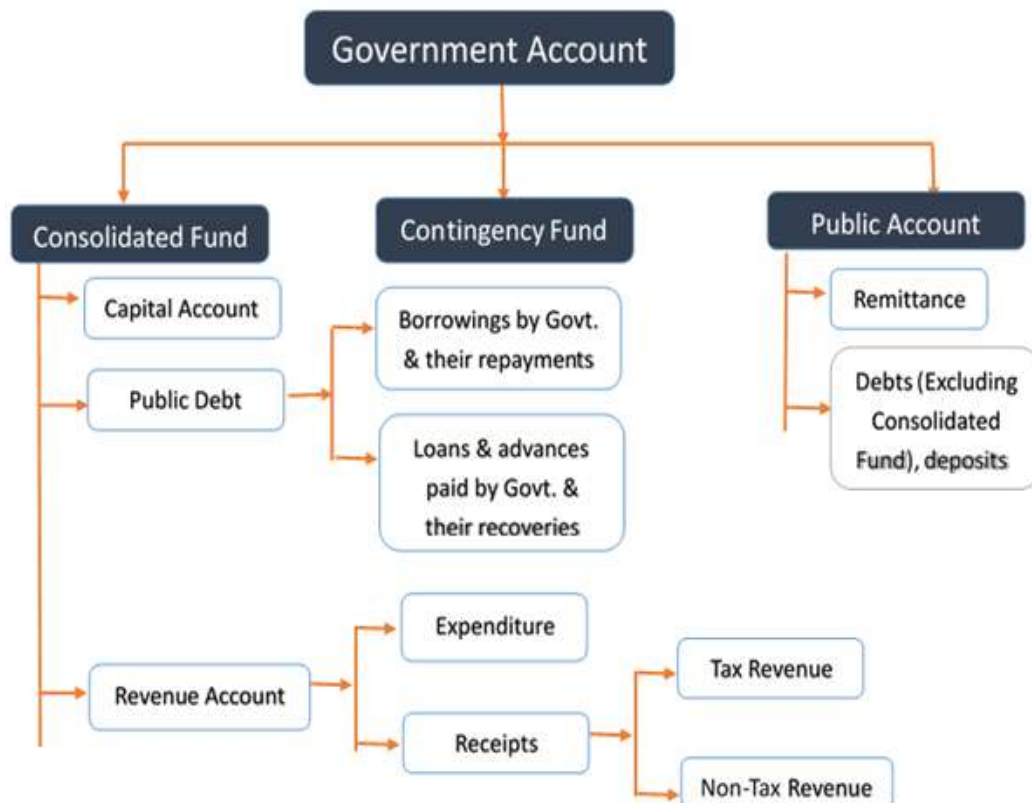 Government Account
Consolidated Fund
Contingency Fund
Public Account
Capital Account
Public Debt
Borrowings by Govt.
& their repayments
Loans & advances
paid by Govt. &
their recoveries
Remittance
Debts (Excluding
Consolidated
Fund), deposits
Revenue Account
Expenditure
Receipts
Tax Revenue
Non-Tax Revenue